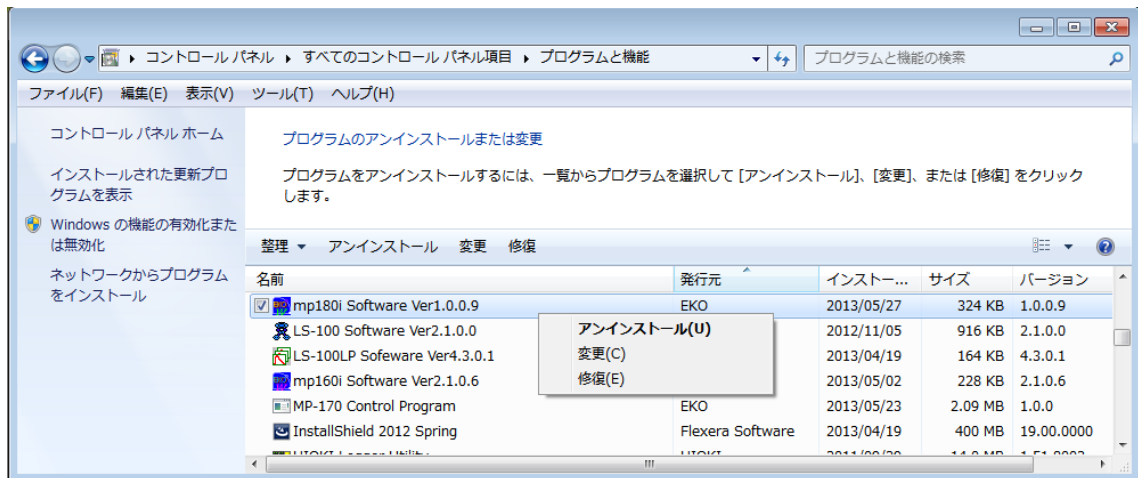 コントロール パネル ▸ すべてのコントロール パネル項目 ▸ プログラムと機能
プログラムと機能の検索
ファイル(F) 編集(E) 表示(V) ツール(T) ヘルプ(H)
コントロール パネル ホーム
インストールされた更新プロ
グラムを表示
Windows の機能の有効化また
は無効化
ネットワークからプログラム
をインストール
プログラムのアンインストールまたは変更
プログラムをアンインストールするには、一覧からプログラムを選択して [アンインストール]、[変更]、または [修復] をクリック
します。
整理 アンインストール 変更 修復
名前 発行元 インストー... サイズ バージョン
mp180i Software Ver1.0.0.9 EKO 2013/05/27 324 KB 1.0.0.9
LS-100 Software Ver2.1.0.0 2012/11/05 916 KB 2.1.0.0
LS-100LP Sofeware Ver4.3.0.1 2013/04/19 164 KB 4.3.0.1
mp160i Software Ver2.1.0.6 2013/05/02 228 KB 2.1.0.6
MP-170 Control Program EKO 2013/05/23 2.09 MB 1.0.0
InstallShield 2012 Spring Flexera Software 2013/04/19 400 MB 19.00.0000
アンインストール(U)
変更(C)
修復(E)